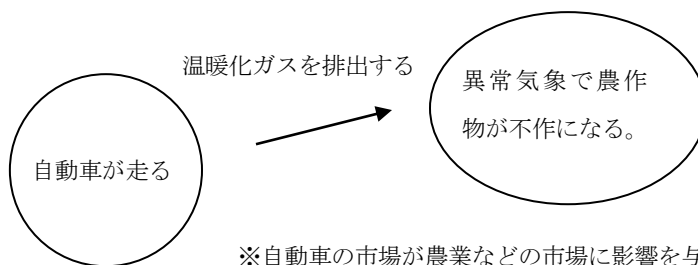 温暖化ガスを排出する
異常気象で農作
物が不作になる。
自動車が走る
※自動車の市場が農業などの市場に影響を与